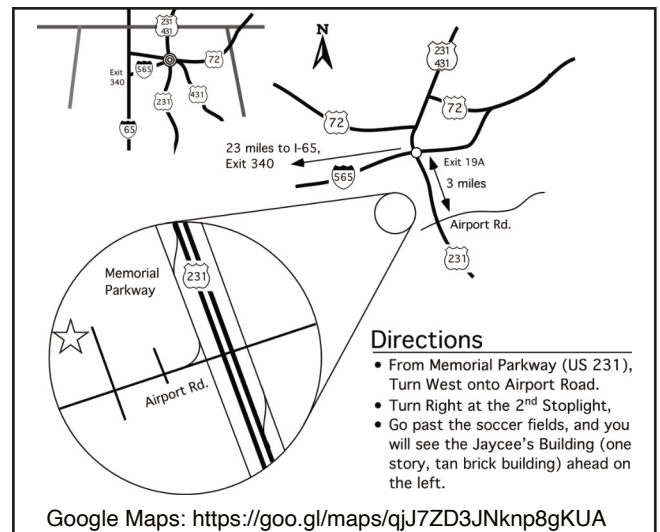 231
431
72
Exit
340
565
231
431
65
N
231
431
72
72
23 miles to I-65,
Exit 340
Exit 19A
565
3 miles
Airport Rd.
231
Memorial
Parkway
231
Airport Rd.
Directions
• From Memorial Parkway (US 231),
Turn West onto Airport Road.
• Turn Right at the 2nd Stoplight,
• Go past the soccer fields, and you
will see the Jaycee's Building (one
story, tan brick building) ahead on
the left.
Google Maps: https://goo.gl/maps/qjJ7ZD3JNknp8gKUA